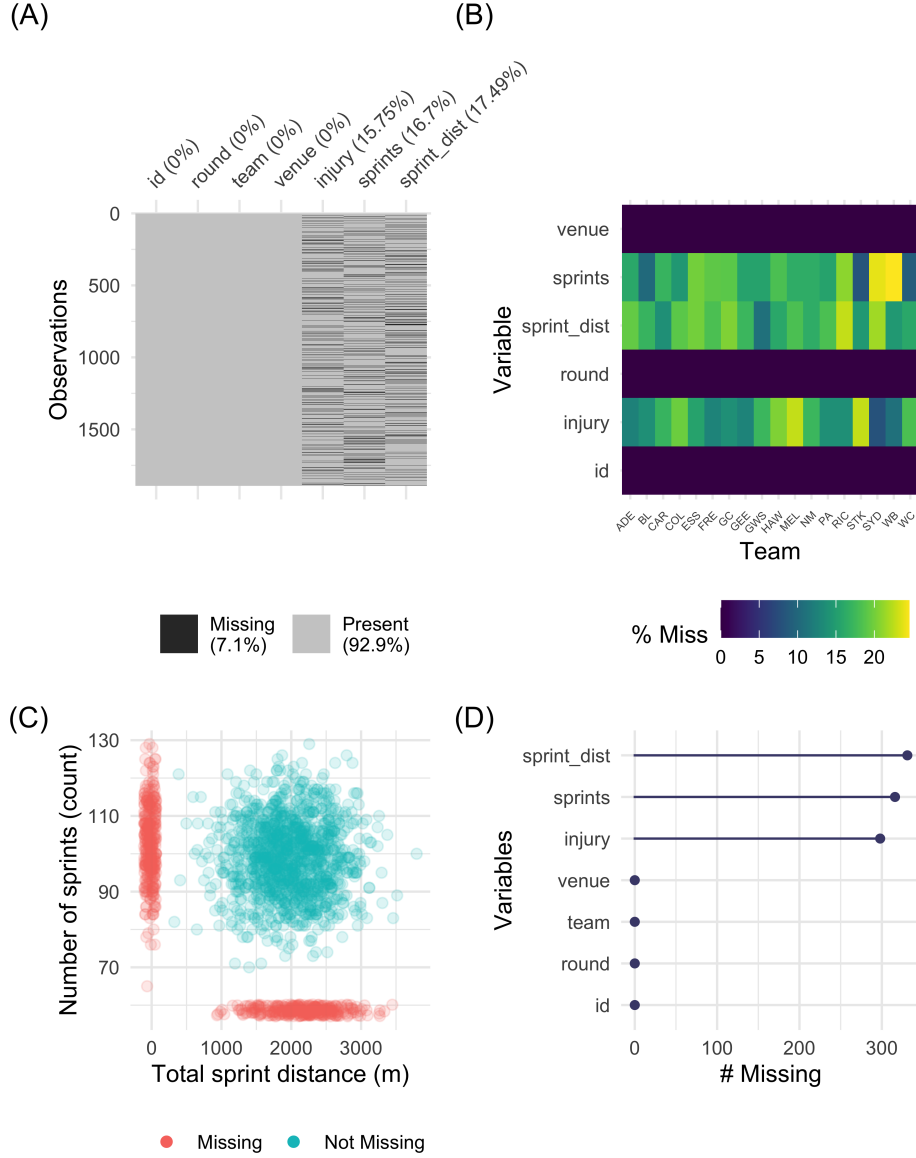 (A)
id (0%)
round (0%)
team (0%)
venue (0%)
injury (15.75%)
sprints (16.7%)
sprint_dist (17.49%)
Observations
0
500
1000
1500
Missing
(7.1%)
Present
(92.9%)
(B)
Variable
venue
sprints
sprint_dist
round
injury
id
ADE BL CAR COL ESS FRE GC GEE GWS HAW MEL NM PA RIC STK SYD WB WC
Team
% Miss
0 5 10 15 20
(C)
Number of sprints (count)
130
110
90
70
0 1000 2000 3000
Total sprint distance (m)
Missing Not Missing
(D)
Variables
sprint_dist
sprints
injury
venue
team
round
id
0 100 200 300
# Missing